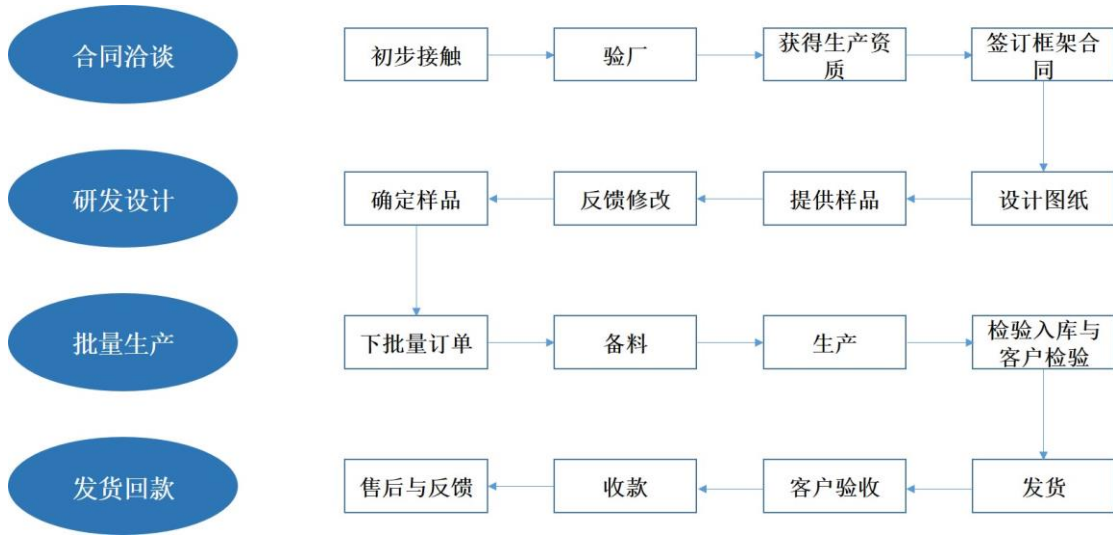 合同洽谈
初步接触
验厂
获得生产资
质
签订框架合
同
研发设计
确定样品
反馈修改
提供样品
设计图纸
批量生产
下批量订单
备料
生产
检验入库与
客户检验
发货回款
售后与反馈
收款
客户验收
发货